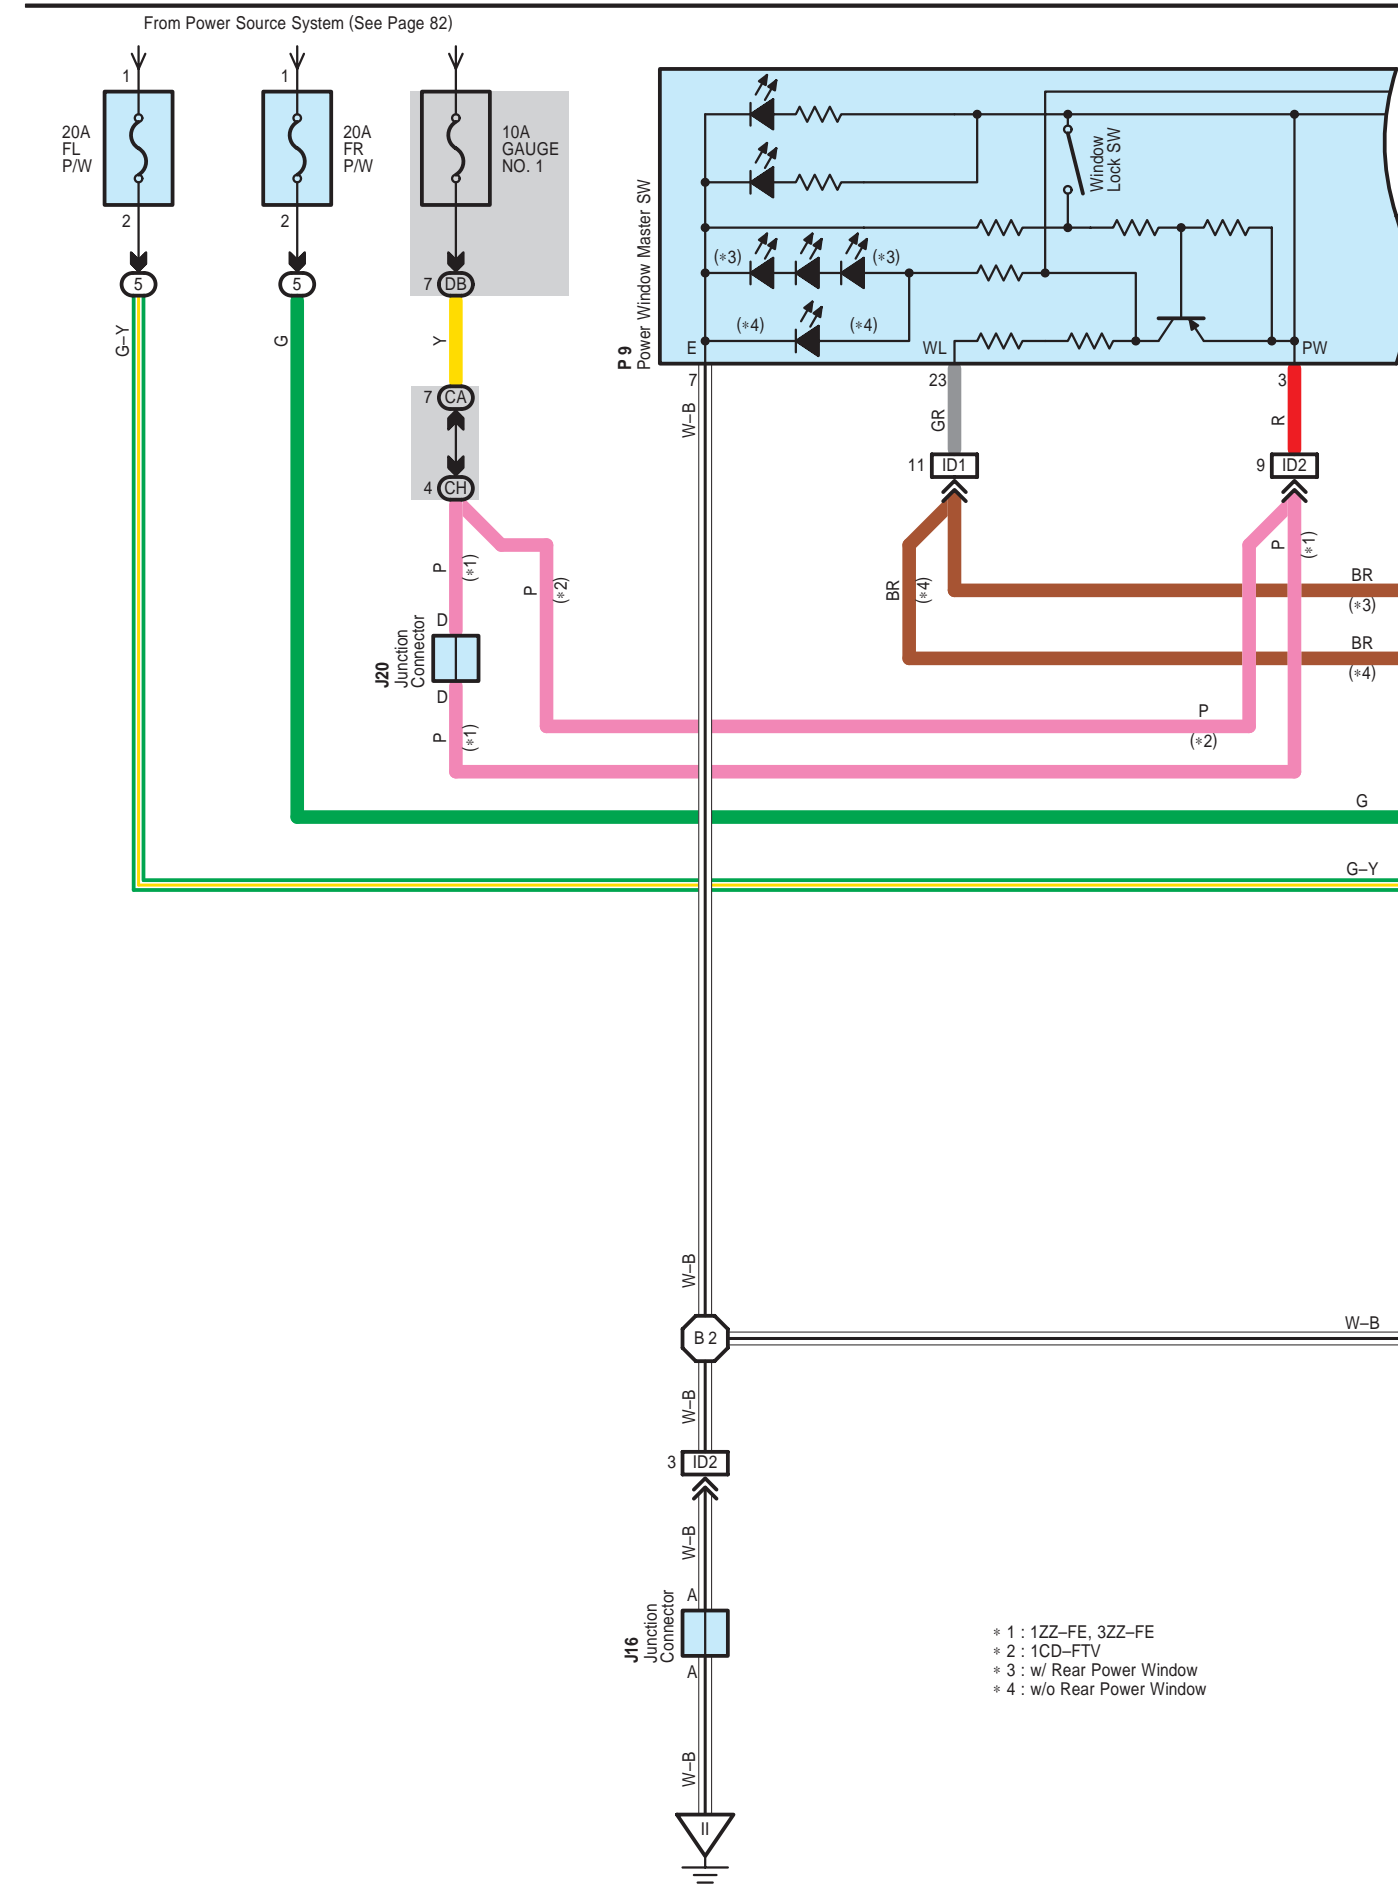 From Power Source System (See Page 82)
1
20A
FL
P/W
2
5
G–Y
1
20A
FR
P/W
2
5
G
10A
GAUGE
NO. 1
7 DB
Y
7 CA
4 CH
P
(∗1)
P
(∗2)
D
J20
Junction
Connector
D
P
(∗1)
P 9
Power Window Master SW
Window
Lock SW
(∗3)
(∗3)
(∗4)
(∗4)
E
WL
PW
7
23
3
W–B
GR
R
11 ID1
9 ID2
BR
(∗4)
P
(∗1)
BR
(∗3)
BR
(∗4)
P
(∗2)
G
G–Y
W–B
B 2
W–B
W–B
3 ID2
W–B
A
J16
Junction
Connector
A
W–B
II
∗ 1 : 1ZZ–FE, 3ZZ–FE
∗ 2 : 1CD–FTV
∗ 3 : w/ Rear Power Window
∗ 4 : w/o Rear Power Window